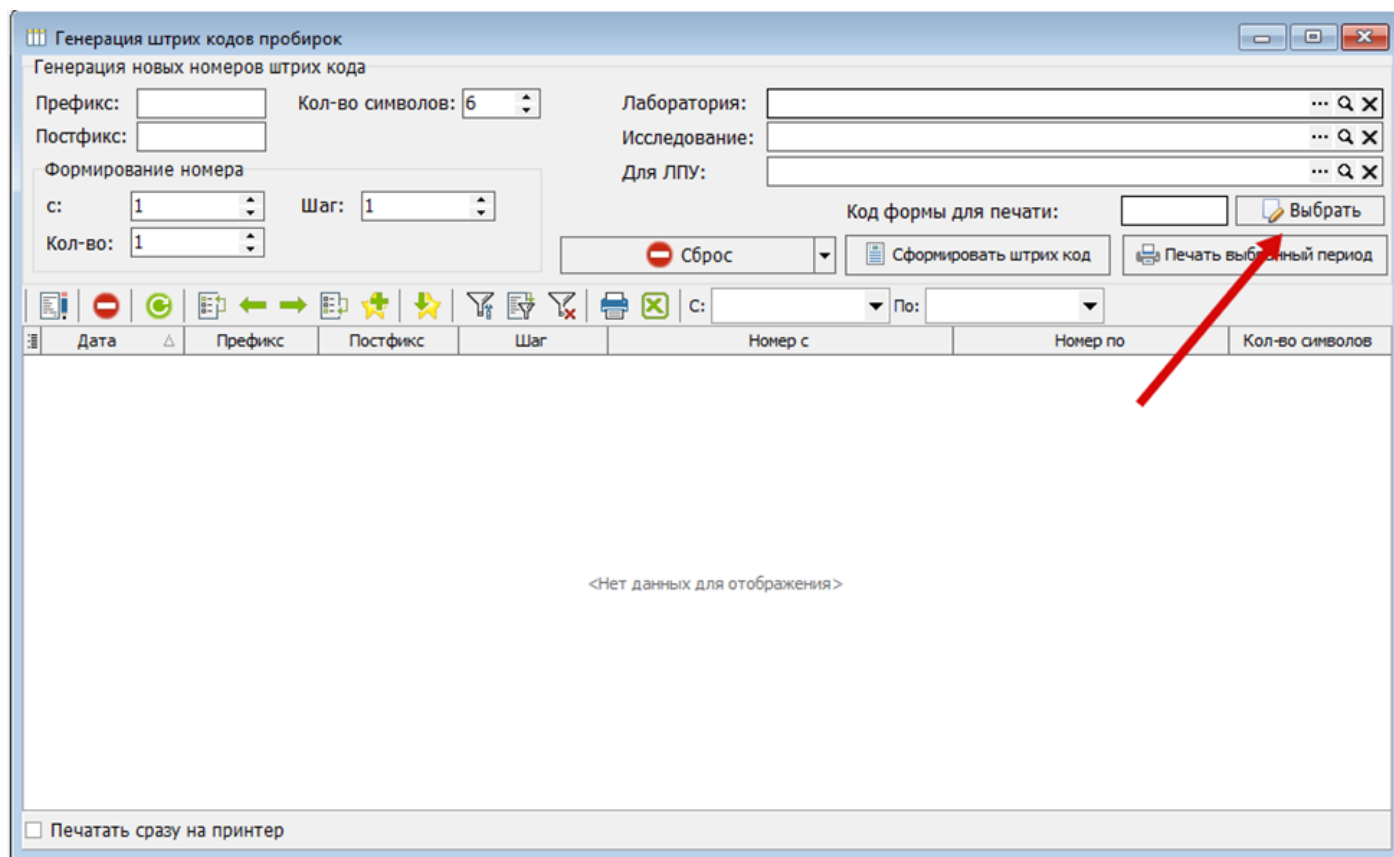 Генерация штрих кодов пробирок
Генерация новых номеров штрих кода
Префикс: Кол-во символов: 6 Лаборатория:
Постфикс: Исследование:
Формирование номера Для ЛПУ:
с: 1 Шаг: 1 Код формы для печати: Выбрать
Кол-во: 1 Сброс Сформировать штрих код Печать выбранный период
С: По:
Дата Префикс Постфикс Шаг Номер с Номер по Кол-во символов
<Нет данных для отображения>
Печатать сразу на принтер